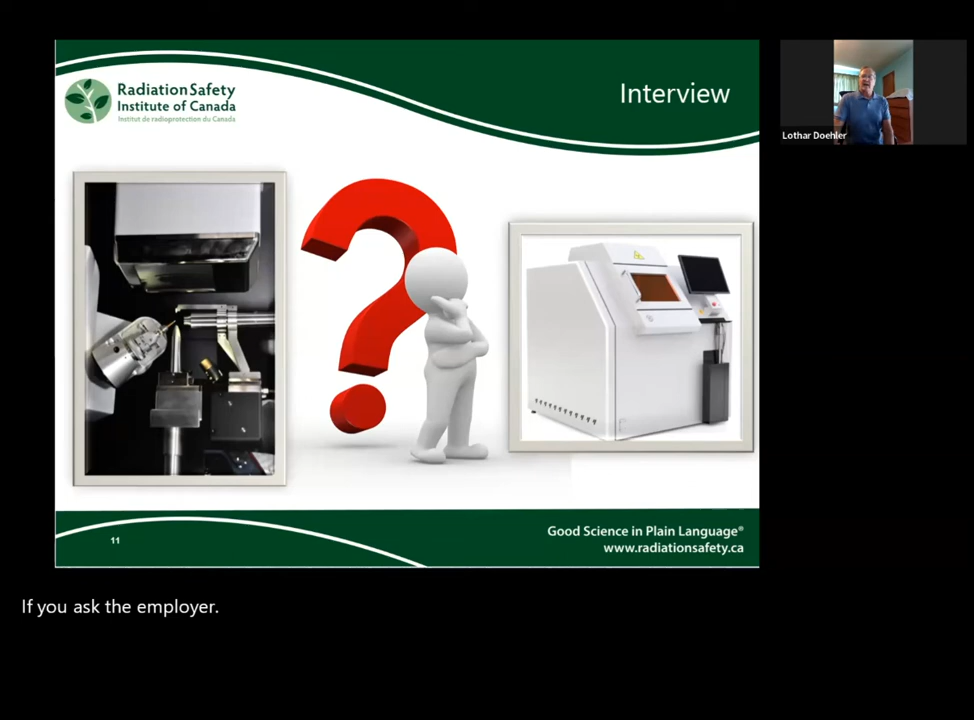 Radiation Safety
Institute of Canada
Institut de radioprotection du Canada
Interview
Lothar Doehler
11
Good Science in Plain Language®
www.radiationsafety.ca
If you ask the employer.